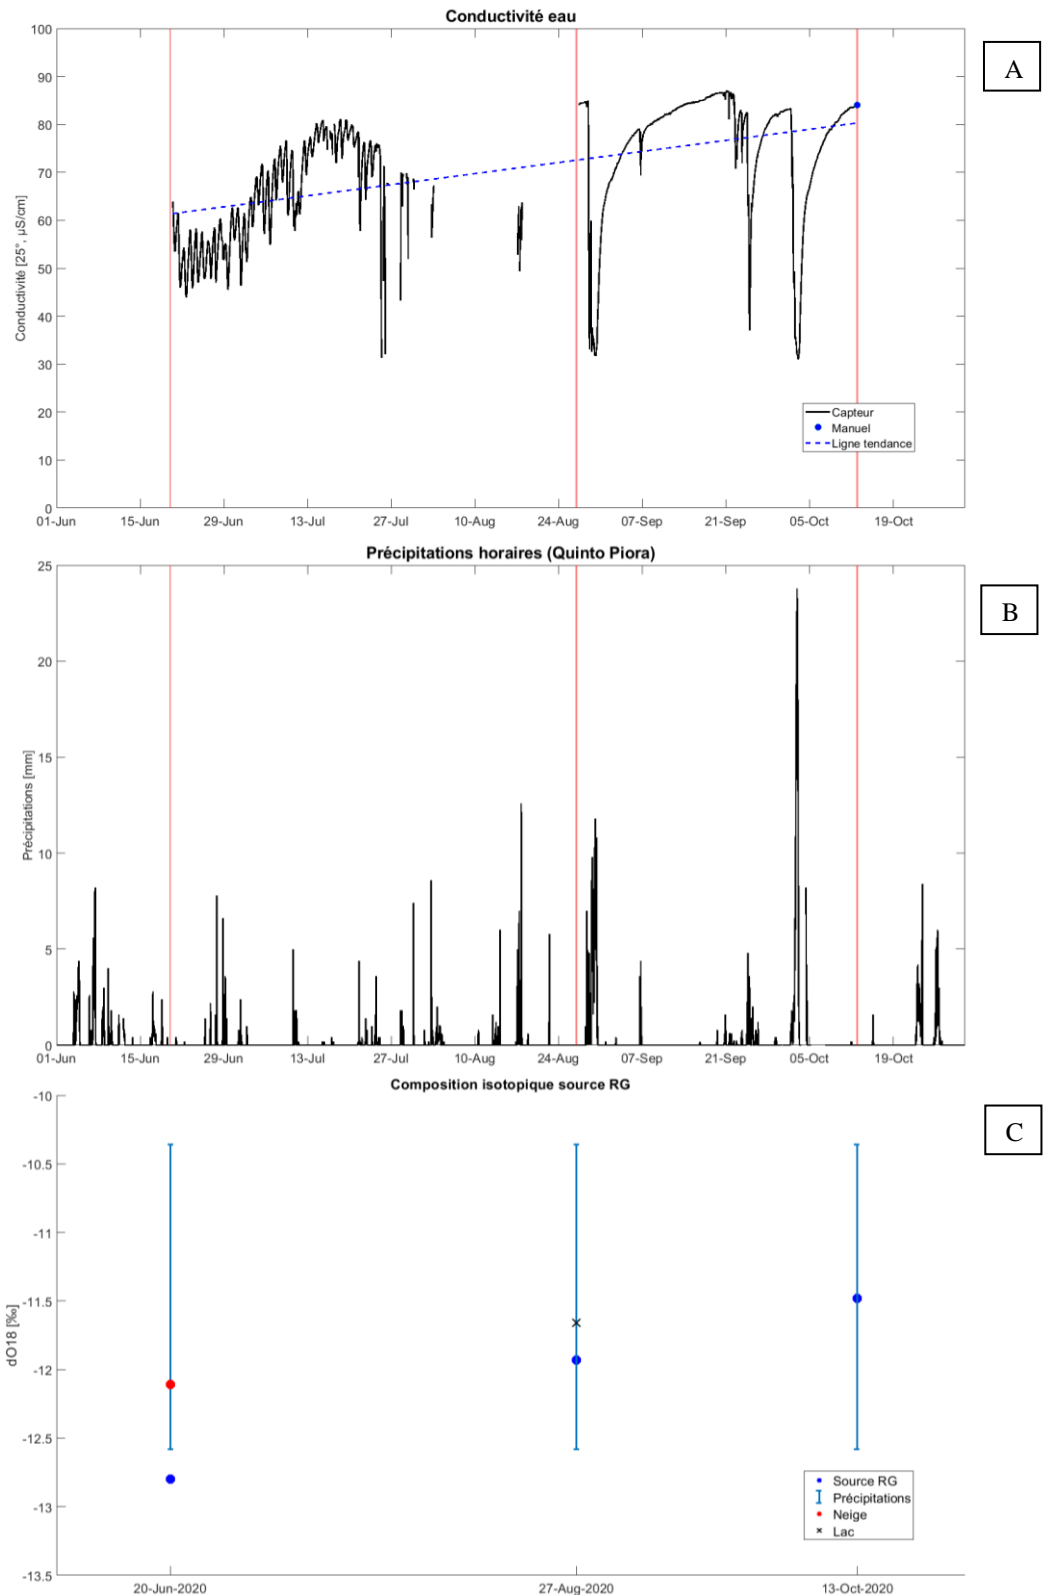 Conductivité eau
A
100
90
80
70
60
50
40
30
20
10
0
Conductivité [25°, µS/cm]
01-Jun 15-Jun 29-Jun 13-Jul 27-Jul 10-Aug 24-Aug 07-Sep 21-Sep 05-Oct 19-Oct
Capteur
Manuel
Ligne tendance
Précipitations horaires (Quinto Piora)
B
25
20
15
10
5
0
Précipitations [mm]
01-Jun 15-Jun 29-Jun 13-Jul 27-Jul 10-Aug 24-Aug 07-Sep 21-Sep 05-Oct 19-Oct
Composition isotopique source RG
C
-10
-10.5
-11
-11.5
-12
-12.5
-13
-13.5
dO18 [‰]
20-Jun-2020 27-Aug-2020 13-Oct-2020
Source RG
Précipitations
Neige
Lac